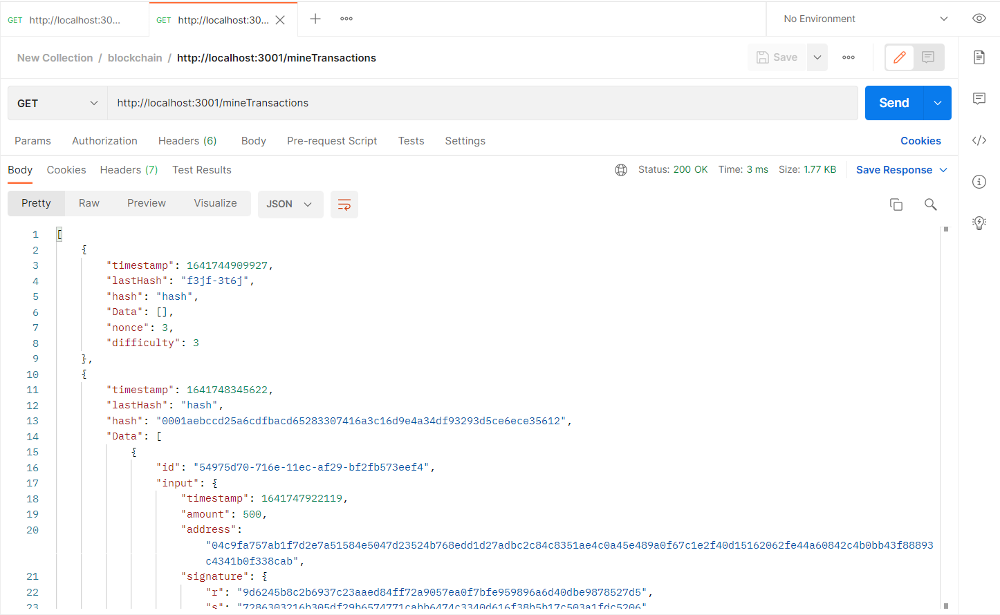 GET http://localhost:30...
GET http://localhost:30...
No Environment
New Collection / blockchain / http://localhost:3001/mineTransactions
Save
GET
http://localhost:3001/mineTransactions
Send
Params Authorization Headers (6) Body Pre-request Script Tests Settings Cookies
Body Cookies Headers (7) Test Results Status: 200 OK Time: 3 ms Size: 1.77 KB Save Response
Pretty Raw Preview Visualize JSON
1 [
2 {
3 "timestamp": 1641744909927,
4 "lastHash": "f3jf-3t6j",
5 "hash": "hash",
6 "Data": [],
7 "nonce": 3,
8 "difficulty": 3
9 },
10 {
11 "timestamp": 1641748345622,
12 "lastHash": "hash",
13 "hash": "0001aebccd25a6cdfbacd65283307416a3c16d9e4a34df93293d5ce6ece35612",
14 "Data": [
15 {
16 "id": "54975d70-716e-11ec-af29-bf2fb573eef4",
17 "input": {
18 "timestamp": 1641747922119,
19 "amount": 500,
20 "address":
"04c9fa757ab1f7d2e7a51584e5047d23524b768edd1d27adbc2c84c8351ae4c0a45e489a0f67c1e2f40d15162062fe44a60842c4b0bb43f88893
c4341b0f338cab",
21 "signature": {
22 "r": "9d6245b8c2b6937c23aaed84ff72a9057ea0f7bfe959896a6d40dbe9878527d5",
23 "s": "7286303216b305df29b6574771cabb6474c3340d616f38b5b17c503a1fdc5206"